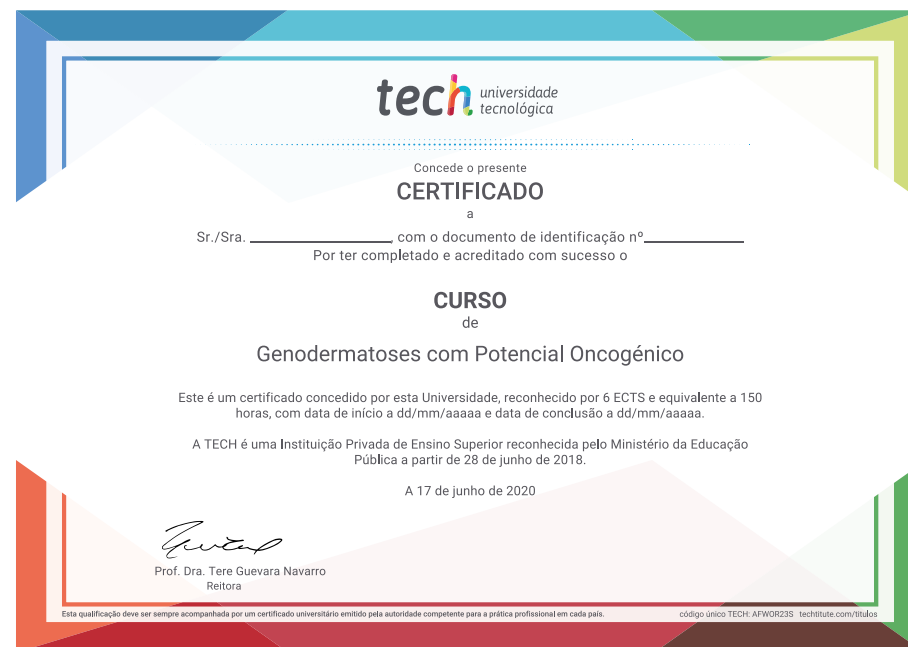 tech universidade
tecnológica
Concede o presente
CERTIFICADO
a
Sr./Sra. ____________________, com o documento de identificação nº______________
Por ter completado e acreditado com sucesso o
CURSO
de
Genodermatoses com Potencial Oncogénico
Este é um certificado concedido por esta Universidade, reconhecido por 6 ECTS e equivalente a 150
horas, com data de início a dd/mm/aaaaa e data de conclusão a dd/mm/aaaaa.
A TECH é uma Instituição Privada de Ensino Superior reconhecida pelo Ministério da Educação
Pública a partir de 28 de junho de 2018.
A 17 de junho de 2020
Prof. Dra. Tere Guevara Navarro
Reitora
Esta qualificação deve ser sempre acompanhada por um certificado universitário emitido pela autoridade competente para a prática profissional em cada país.
código único TECH: AFWOR23S techtitute.com/titulos